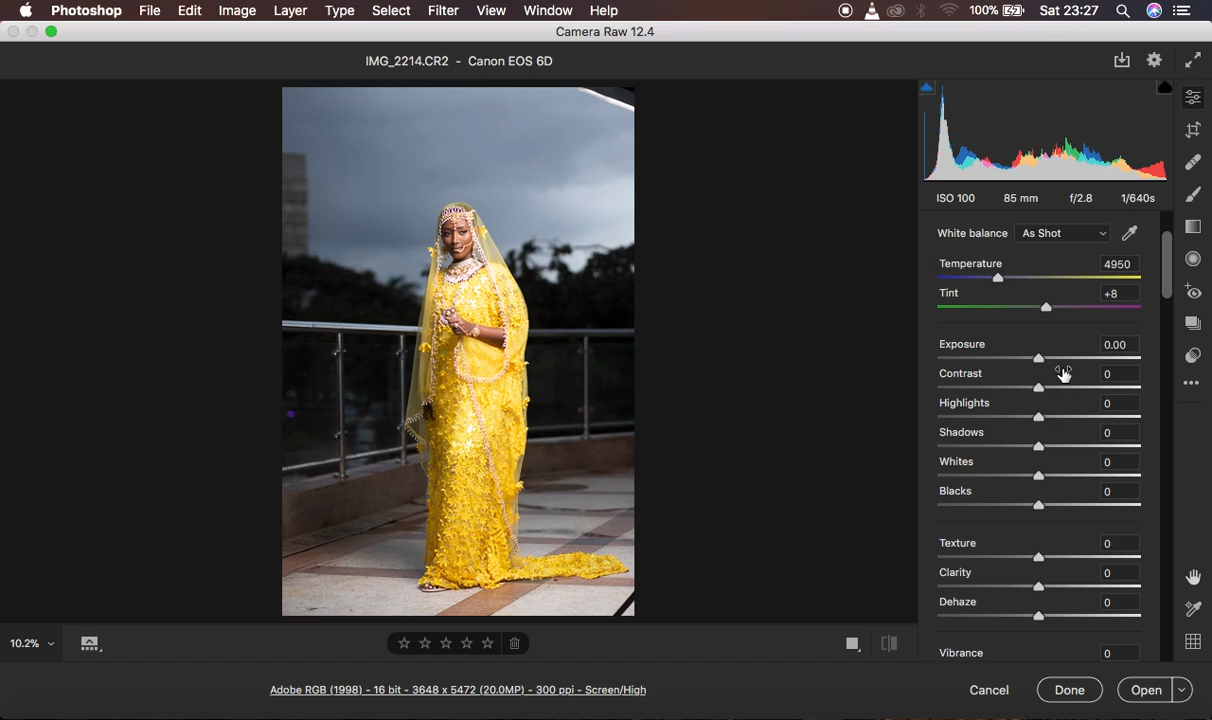 Photoshop File Edit Image Layer Type Select Filter View Window Help 100% Sat 23:27
Camera Raw 12.4
IMG_2214.CR2 - Canon EOS 6D
ISO 100 85 mm f/2.8 1/640s
White balance As Shot
Temperature 4950
Tint +8
Exposure 0.00
Contrast 0
Highlights 0
Shadows 0
Whites 0
Blacks 0
Texture 0
Clarity 0
Dehaze 0
Vibrance 0
10.2%
Adobe RGB (1998) - 16 bit - 3648 x 5472 (20.0MP) - 300 ppi - Screen/High
Cancel Done Open